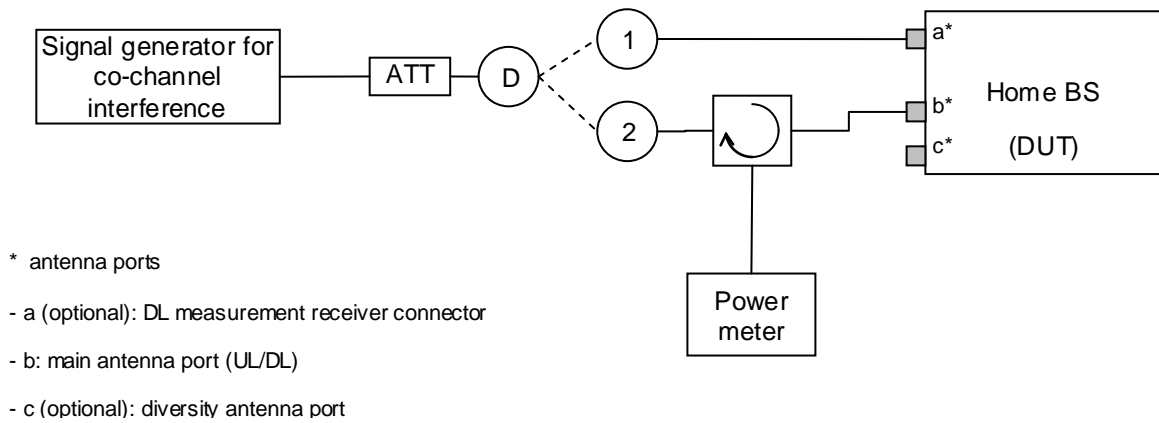 Signal generator for
co-channel
interference
ATT
D
1
2
a*
b*
c*
Home BS
(DUT)
Power
meter
* antenna ports
- a (optional): DL measurement receiver connector
- b: main antenna port (UL/DL)
- c (optional): diversity antenna port